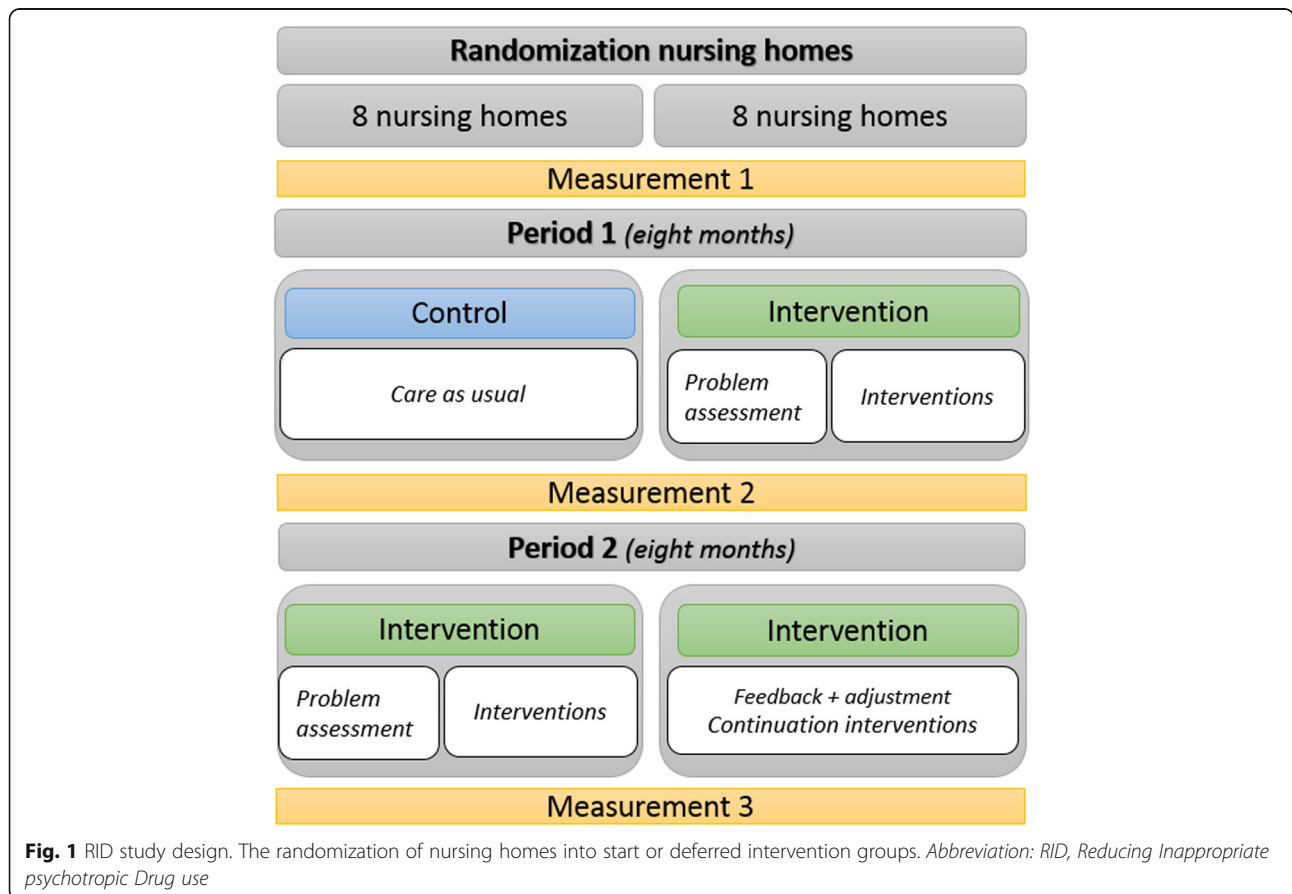 Randomization nursing homes
8 nursing homes
8 nursing homes
Measurement 1
Period 1 (eight months)
Control
Care as usual
Intervention
Problem
assessment
Interventions
Measurement 2
Period 2 (eight months)
Intervention
Problem
assessment
Interventions
Intervention
Feedback + adjustment
Continuation interventions
Measurement 3
Fig. 1 RID study design. The randomization of nursing homes into start or deferred intervention groups. Abbreviation: RID, Reducing Inappropriate
psychotropic Drug use